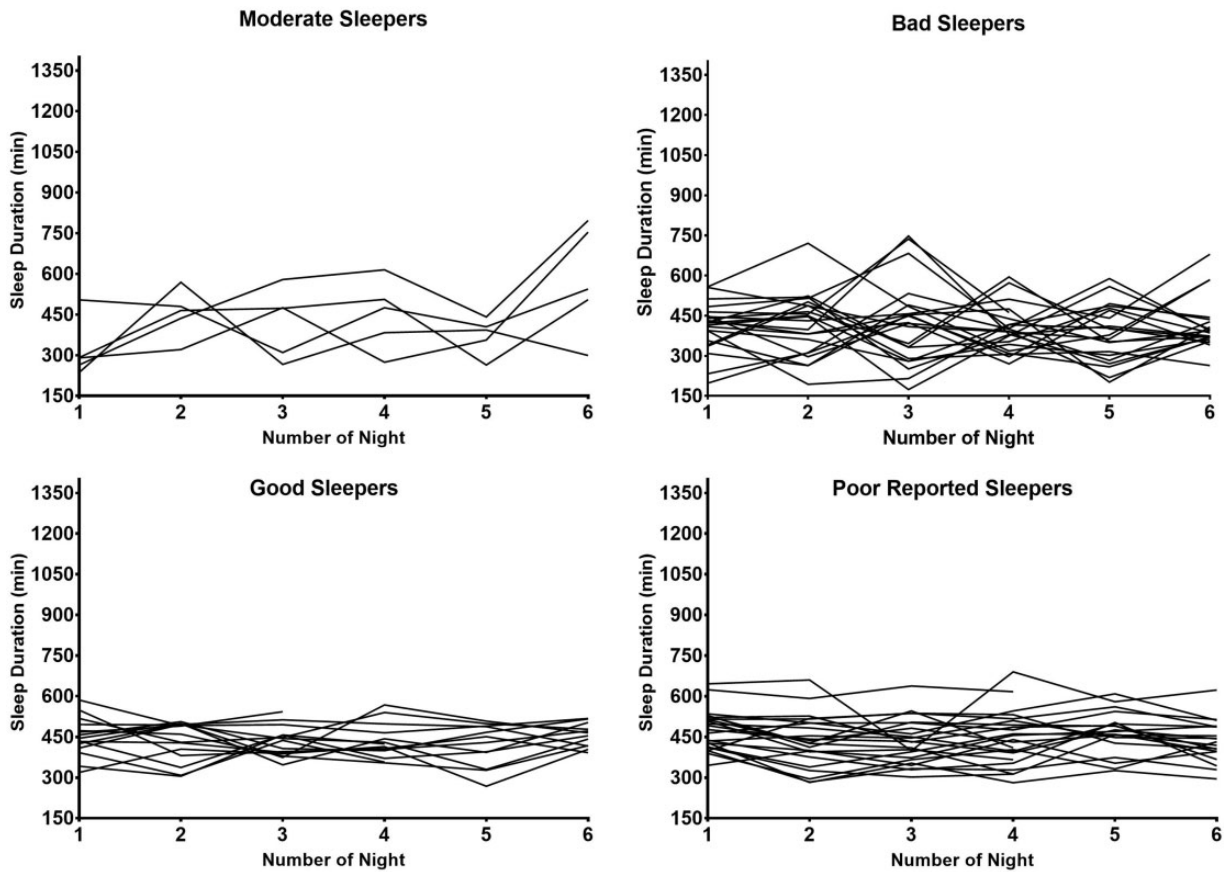 Moderate Sleepers
Sleep Duration (min)
1350
1200
1050
900
750
600
450
300
150
1 2 3 4 5 6
Number of Night
Bad Sleepers
Sleep Duration (min)
1350
1200
1050
900
750
600
450
300
150
1 2 3 4 5 6
Number of Night
Good Sleepers
Sleep Duration (min)
1350
1200
1050
900
750
600
450
300
150
1 2 3 4 5 6
Number of Night
Poor Reported Sleepers
Sleep Duration (min)
1350
1200
1050
900
750
600
450
300
150
1 2 3 4 5 6
Number of Night